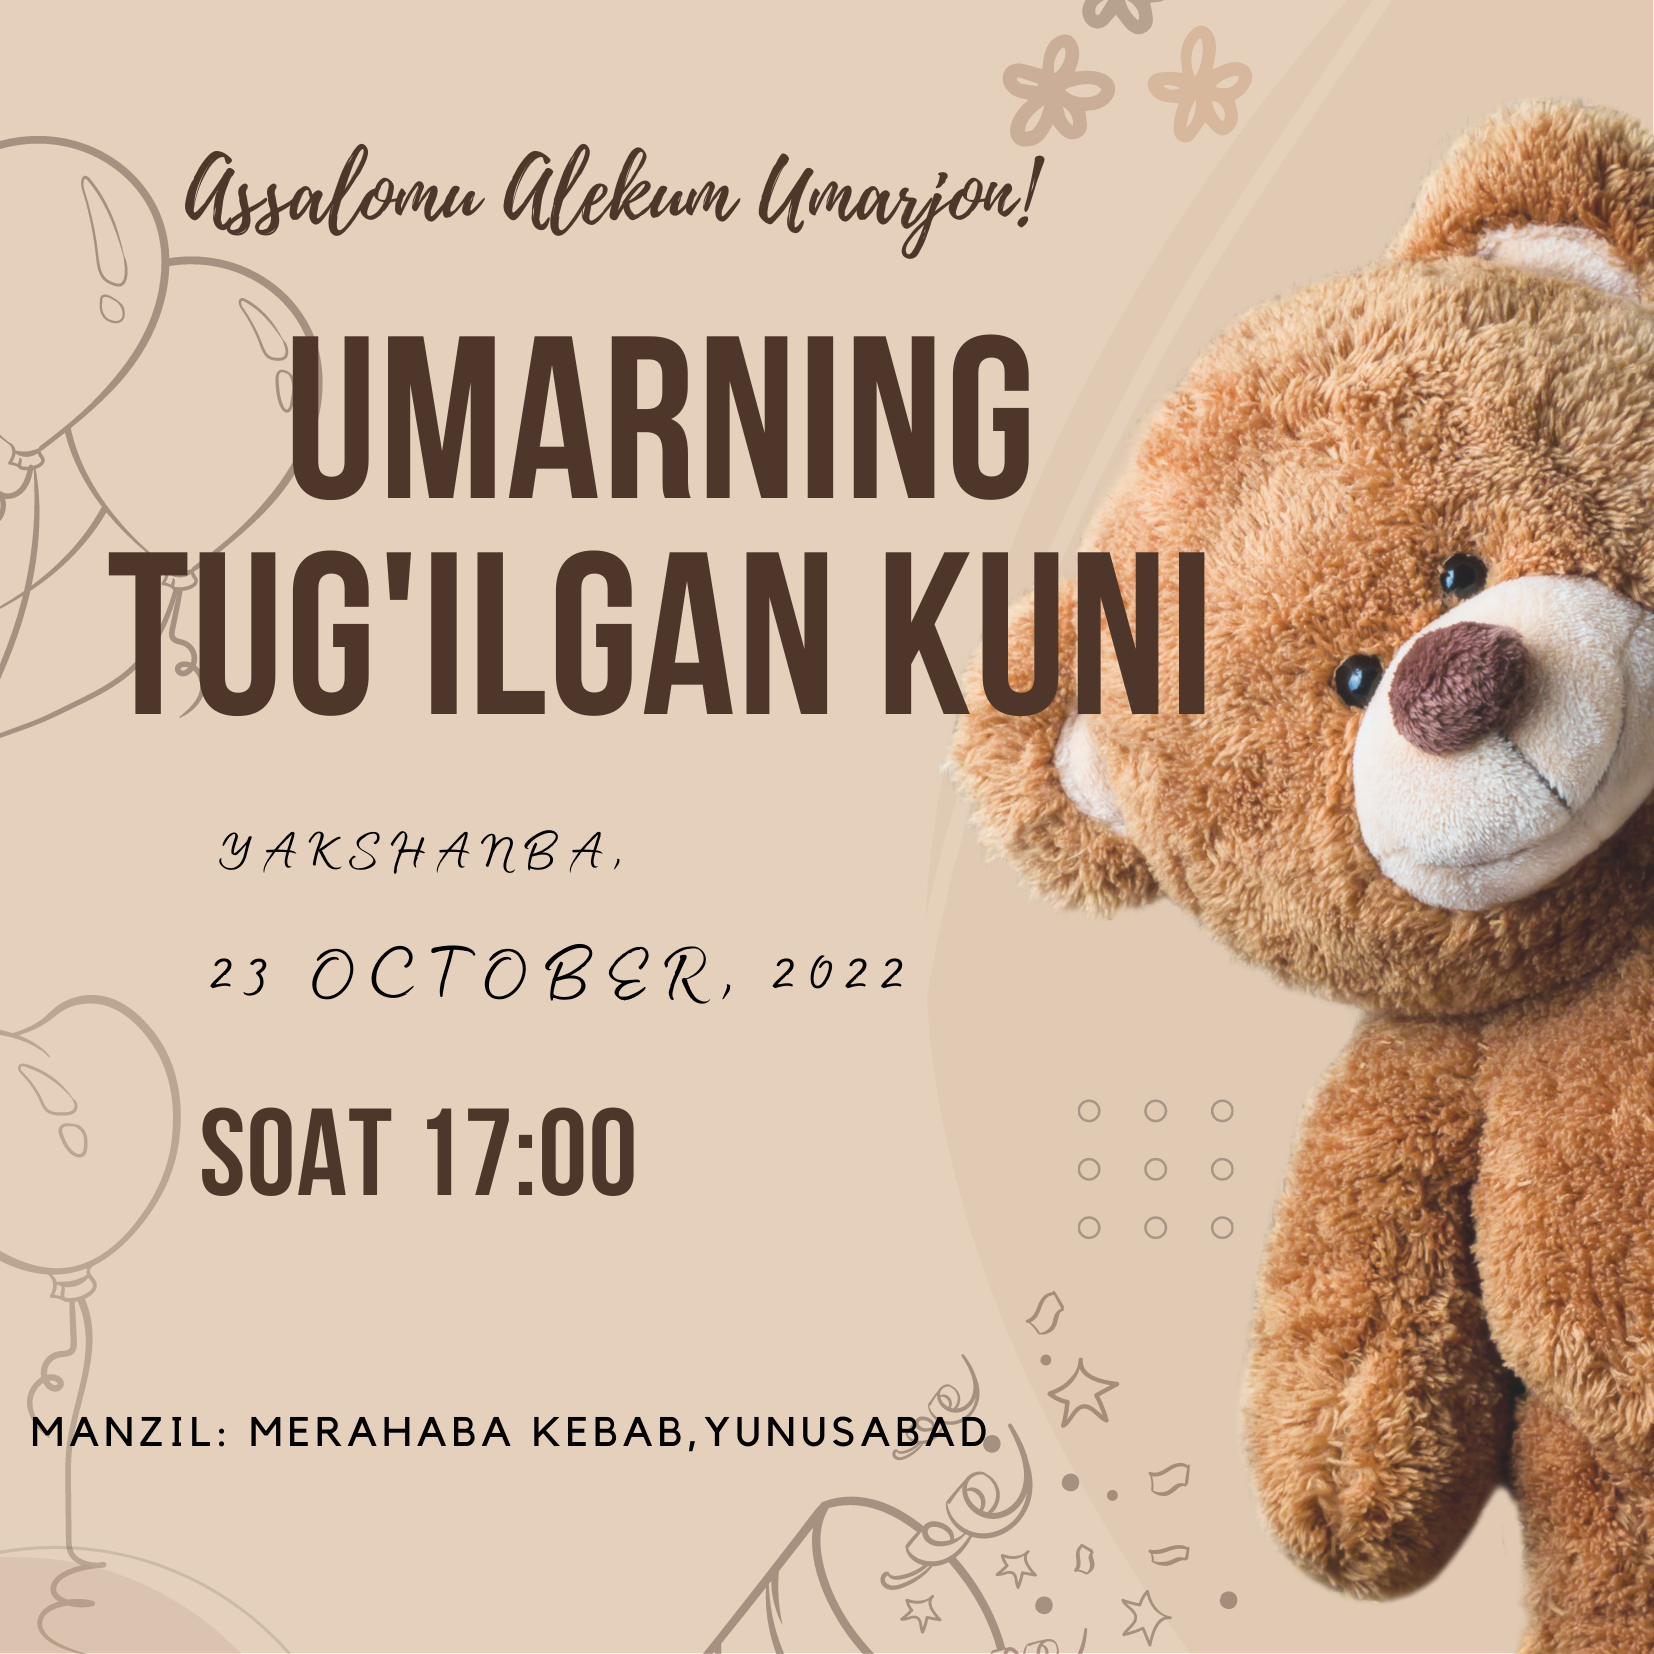 Assalomu Alekum Umarjon!
UMARNING
TUG'ILGAN KUNI
YAKSHANBA,
23 OCTOBER, 2022
SOAT 17:00
MANZIL: MERAHABA KEBAB,YUNUSABAD